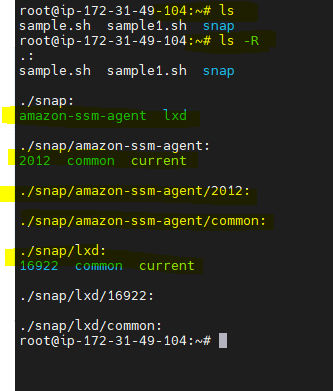 root@ip-172-31-49-104:~# ls
sample.sh  sample1.sh  snap
root@ip-172-31-49-104:~# ls -R
.:
sample.sh  sample1.sh  snap
./snap:
amazon-ssm-agent  lxd
./snap/amazon-ssm-agent:
2012  common  current
./snap/amazon-ssm-agent/2012:
./snap/amazon-ssm-agent/common:
./snap/lxd:
16922  common  current
./snap/lxd/16922:
./snap/lxd/common:
root@ip-172-31-49-104:~#